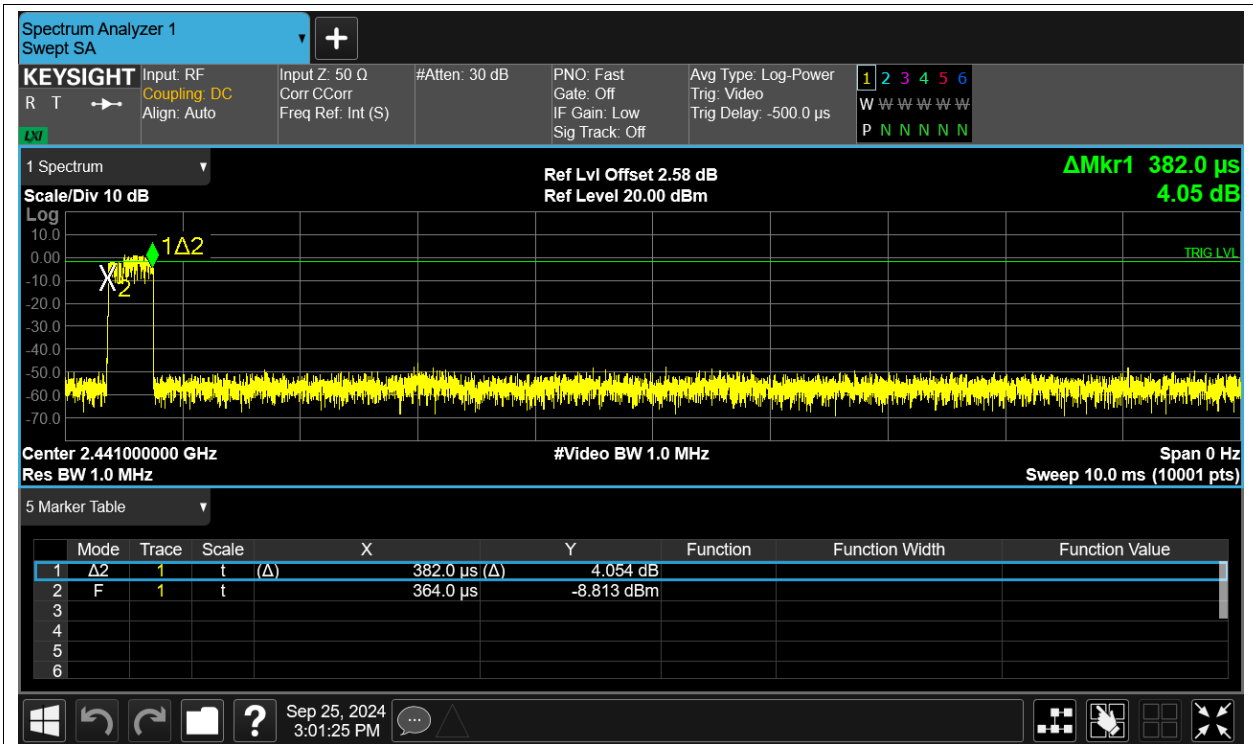 Spectrum Analyzer 1
Swept SA
KEYSIGHT
R T
LXI
Input: RF
Coupling: DC
Align: Auto
Input Z: 50 Ω
Corr CCorr
Freq Ref: Int (S)
#Atten: 30 dB
PNO: Fast
Gate: Off
IF Gain: Low
Sig Track: Off
Avg Type: Log-Power
Trig: Video
Trig Delay: -500.0 µs
1 2 3 4 5 6
W W W W W W
P N N N N N
1 Spectrum
Scale/Div 10 dB
Ref Lvl Offset 2.58 dB
Ref Level 20.00 dBm
ΔMkr1 382.0 µs
4.05 dB
Log
10.0
0.00
-10.0
-20.0
-30.0
-40.0
-50.0
-60.0
-70.0
1Δ2
X2
TRIG LVL
Center 2.441000000 GHz
#Video BW 1.0 MHz
Span 0 Hz
Res BW 1.0 MHz
Sweep 10.0 ms (10001 pts)
5 Marker Table
Mode Trace Scale X Y Function Function Width Function Value
1 Δ2 1 t (Δ) 382.0 µs (Δ) 4.054 dB
2 F 1 t 364.0 µs -8.813 dBm
3
4
5
6
?
Sep 25, 2024
3:01:25 PM